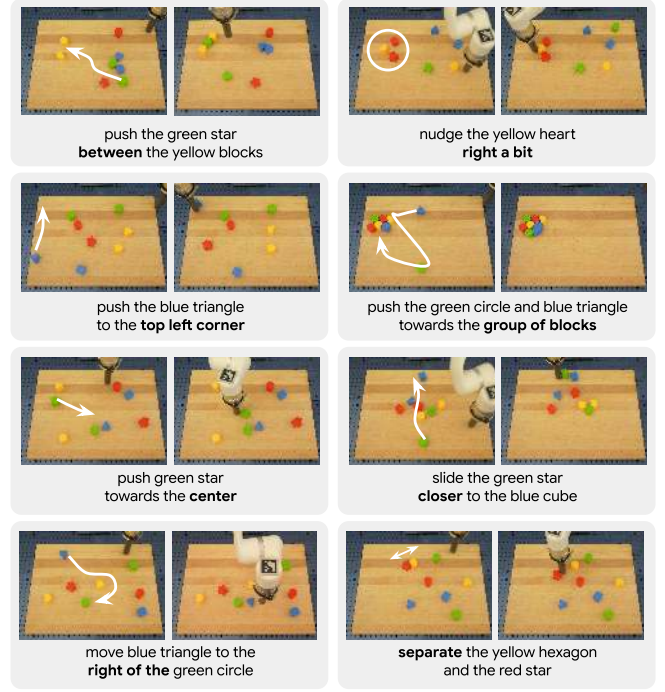 push the green star
between the yellow blocks
nudge the yellow heart
right a bit
push the blue triangle
to the top left corner
push the green circle and blue triangle
towards the group of blocks
push green star
towards the center
slide the green star
closer to the blue cube
move blue triangle to the
right of the green circle
separate the yellow hexagon
and the red star